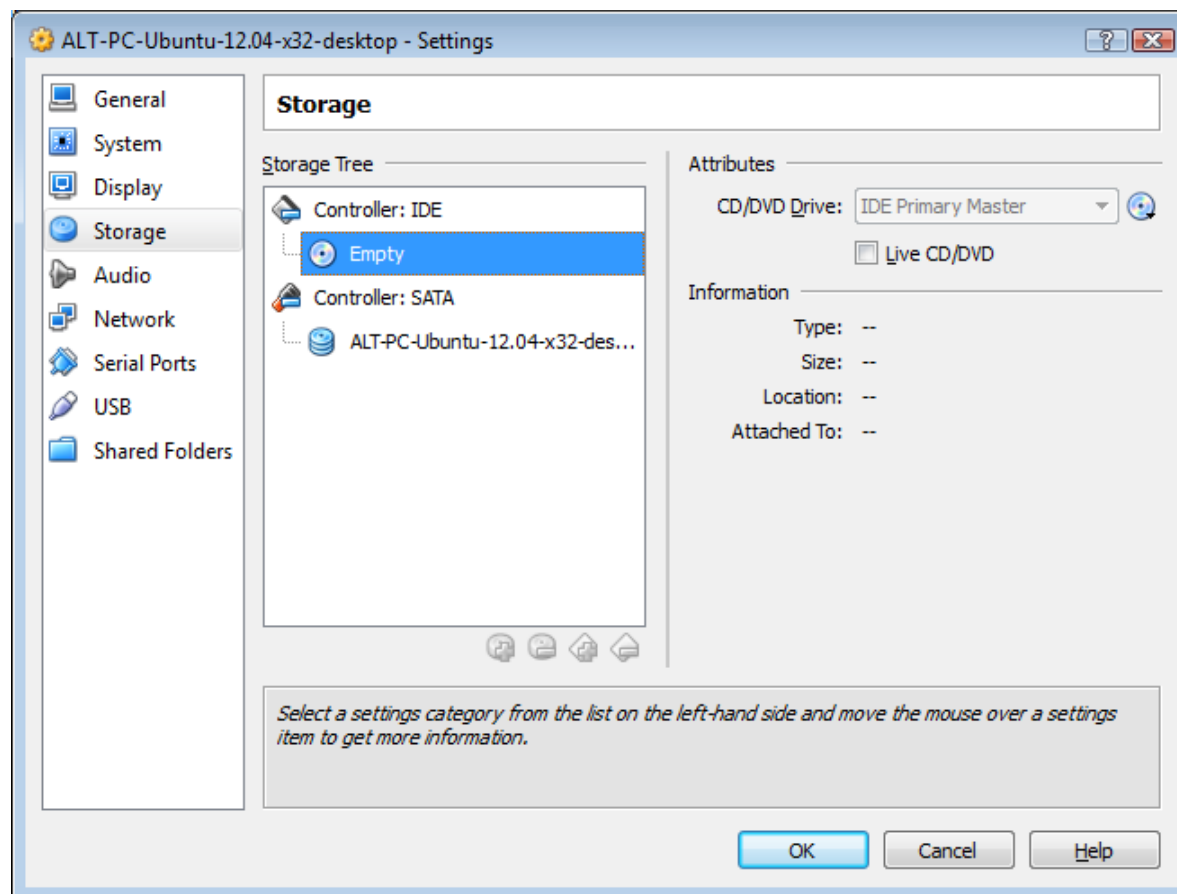 ALT-PC-Ubuntu-12.04-x32-desktop - Settings
General
System
Display
Storage
Audio
Network
Serial Ports
USB
Shared Folders
Storage
Storage Tree
Controller: IDE
Empty
Controller: SATA
ALT-PC-Ubuntu-12.04-x32-des...
Attributes
CD/DVD Drive: IDE Primary Master
Live CD/DVD
Information
Type: --
Size: --
Location: --
Attached To: --
Select a settings category from the list on the left-hand side and move the mouse over a settings
item to get more information.
OK Cancel Help